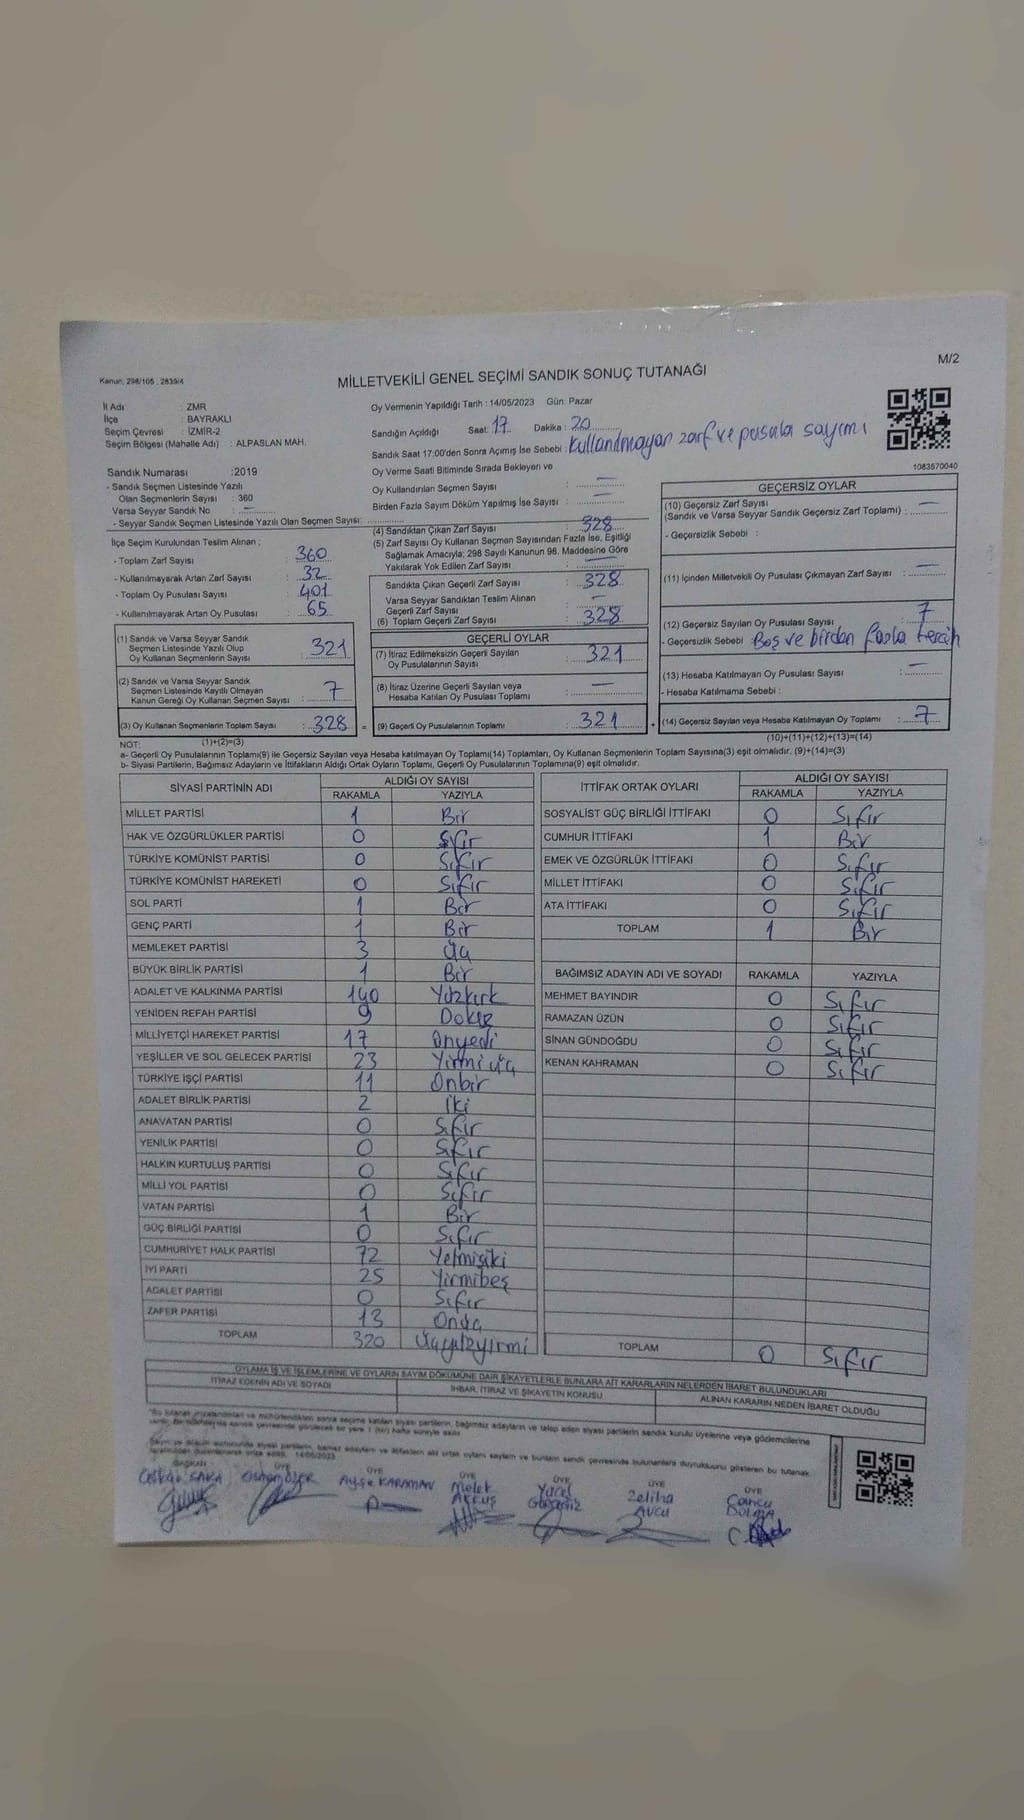 M/2
Kanun; 298/105 , 2839/4
MİLLETVEKİLİ GENEL SEÇİMİ SANDIK SONUÇ TUTANAĞI
İl Adı : ZMR
İlçe : BAYRAKLI
Seçim Çevresi : İZMİR-2
Seçim Bölgesi (Mahalle Adı) : ALPASLAN MAH.
Oy Vermenin Yapıldığı Tarih : 14/05/2023 Gün: Pazar
Sandığın Açıldığı Saat: 17 Dakika : 20
Sandık Saat 17:00'den Sonra Açımış İse Sebebi : Kullanılmayan zarf ve pusula sayımı
Sandık Numarası :2019
- Sandık Seçmen Listesinde Yazılı
Olan Seçmenlerin Sayısı : 360
Varsa Seyyar Sandık No :
- Seyyar Sandık Seçmen Listesinde Yazılı Olan Seçmen Sayısı:
Oy Verme Saati Bitiminde Sırada Bekleyen ve
Oy Kullandırılan Seçmen Sayısı : —
Birden Fazla Sayım Döküm Yapılmış İse Sayısı : —
1083570040
İlçe Seçim Kurulundan Teslim Alınan ;
- Toplam Zarf Sayısı : 360
- Kullanılmayarak Artan Zarf Sayısı : 32
- Toplam Oy Pusulası Sayısı : 401
- Kullanılmayarak Artan Oy Pusulası : 65
(4) Sandıktan Çıkan Zarf Sayısı : 328
(5) Zarf Sayısı Oy Kullanan Seçmen Sayısından Fazla İse, Eşitliği
Sağlamak Amacıyla; 298 Sayılı Kanunun 98. Maddesine Göre
Yakılarak Yok Edilen Zarf Sayısı : —
Sandıkta Çıkan Geçerli Zarf Sayısı : 328
Varsa Seyyar Sandıktan Teslim Alınan
Geçerli Zarf Sayısı : —
(6) Toplam Geçerli Zarf Sayısı : 328
GEÇERSİZ OYLAR
(10) Geçersiz Zarf Sayısı
(Sandık ve Varsa Seyyar Sandık Geçersiz Zarf Toplamı) : —
- Geçersizlik Sebebi :
(11) İçinden Milletvekili Oy Pusulası Çıkmayan Zarf Sayısı : —
(12) Geçersiz Sayılan Oy Pusulası Sayısı : 7
- Geçersizlik Sebebi Boş ve birdan fazla tercih
(13) Hesaba Katılmayan Oy Pusulası Sayısı : —
- Hesaba Katılmama Sebebi :
(14) Geçersiz Sayılan veya Hesaba Katılmayan Oy Toplamı : 7
(10)+(11)+(12)+(13)=(14)
(1) Sandık ve Varsa Seyyar Sandık
Seçmen Listesinde Yazılı Olup
Oy Kullanan Seçmenlerin Sayısı : 321
(2) Sandık ve Varsa Seyyar Sandık
Seçmen Listesinde Kayıtlı Olmayan
Kanun Gereği Oy Kullanan Seçmen Sayısı : 7
(3) Oy Kullanan Seçmenlerin Toplam Sayısı : 328 =
(1)+(2)=(3)
GEÇERLİ OYLAR
(7) İtiraz Edilmeksizin Geçerli Sayılan
Oy Pusulalarının Sayısı : 321
(8) İtiraz Üzerine Geçerli Sayılan veya
Hesaba Katılan Oy Pusulası Toplamı : —
(9) Geçerli Oy Pusulalarının Toplamı : 321 +
NOT:
a- Geçerli Oy Pusulalarının Toplamı(9) ile Geçersiz Sayılan veya Hesaba katılmayan Oy Toplamı(14) Toplamları, Oy Kullanan Seçmenlerin Toplam Sayısına(3) eşit olmalıdır. (9)+(14)=(3)
b- Siyasi Partilerin, Bağımsız Adayların ve İttifakların Aldığı Ortak Oyların Toplamı, Geçerli Oy Pusulalarının Toplamına(9) eşit olmalıdır.
SİYASİ PARTİNİN ADI ALDIĞI OY SAYISI
RAKAMLA YAZIYLA
MİLLET PARTİSİ 1 Bir
HAK VE ÖZGÜRLÜKLER PARTİSİ 0 Sıfır
TÜRKİYE KOMÜNİST PARTİSİ 0 Sıfır
TÜRKİYE KOMÜNİST HAREKETİ 0 Sıfır
SOL PARTİ 1 Bir
GENÇ PARTİ 1 Bir
MEMLEKET PARTİSİ 3 Üç
BÜYÜK BİRLİK PARTİSİ 1 Bir
ADALET VE KALKINMA PARTİSİ 140 Yüzkırk
YENİDEN REFAH PARTİSİ 9 Dokuz
MİLLİYETÇİ HAREKET PARTİSİ 17 Onyedi
YEŞİLLER VE SOL GELECEK PARTİSİ 23 Yirmi üç
TÜRKİYE İŞÇİ PARTİSİ 11 Onbir
ADALET BİRLİK PARTİSİ 2 İki
ANAVATAN PARTİSİ 0 Sıfır
YENİLİK PARTİSİ 0 Sıfır
HALKIN KURTULUŞ PARTİSİ 0 Sıfır
MİLLİ YOL PARTİSİ 0 Sıfır
VATAN PARTİSİ 1 Bir
GÜÇ BİRLİĞİ PARTİSİ 0 Sıfır
CUMHURİYET HALK PARTİSİ 72 Yetmişiki
İYİ PARTİ 25 Yirmibeş
ADALET PARTİSİ 0 Sıfır
ZAFER PARTİSİ 13 Onüç
TOPLAM 320 Üçyüzyirmi
İTTİFAK ORTAK OYLARI ALDIĞI OY SAYISI
RAKAMLA YAZIYLA
SOSYALİST GÜÇ BİRLİĞİ İTTİFAKI 0 Sıfır
CUMHUR İTTİFAKI 1 Bir
EMEK VE ÖZGÜRLÜK İTTİFAKI 0 Sıfır
MİLLET İTTİFAKI 0 Sıfır
ATA İTTİFAKI 0 Sıfır
TOPLAM 1 Bir
BAĞIMSIZ ADAYIN ADI VE SOYADI RAKAMLA YAZIYLA
MEHMET BAYINDIR 0 Sıfır
RAMAZAN ÜZÜN 0 Sıfır
SİNAN GÜNDOĞDU 0 Sıfır
KENAN KAHRAMAN 0 Sıfır
TOPLAM 0 Sıfır
OYLAMA İŞ VE İŞLEMLERİNE VE OYLARIN SAYIM DÖKÜMÜNE DAİR ŞİKAYETLERLE BUNLARA AİT KARARLARIN NELERDEN İBARET BULUNDUKLARI
İTİRAZ EDENİN ADI VE SOYADI İHBAR, İTİRAZ VE ŞİKAYETİN KONUSU ALINAN KARARIN NEDEN İBARET OLDUĞU
BAŞKAN ÜYE ÜYE ÜYE ÜYE ÜYE ÜYE
Ayşe KARAMAN Melek AKKUŞ Zeliha AVCU